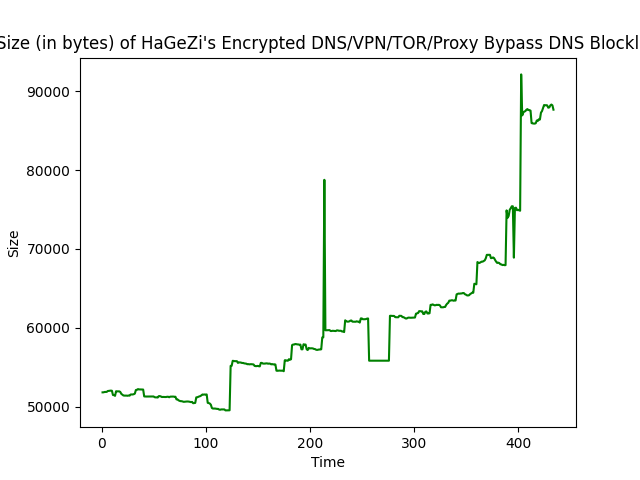 Size (in bytes) of HaGeZi's Encrypted DNS/VPN/TOR/Proxy Bypass DNS Blockl
90000
80000
70000
60000
50000
Size
0 100 200 300 400
Time